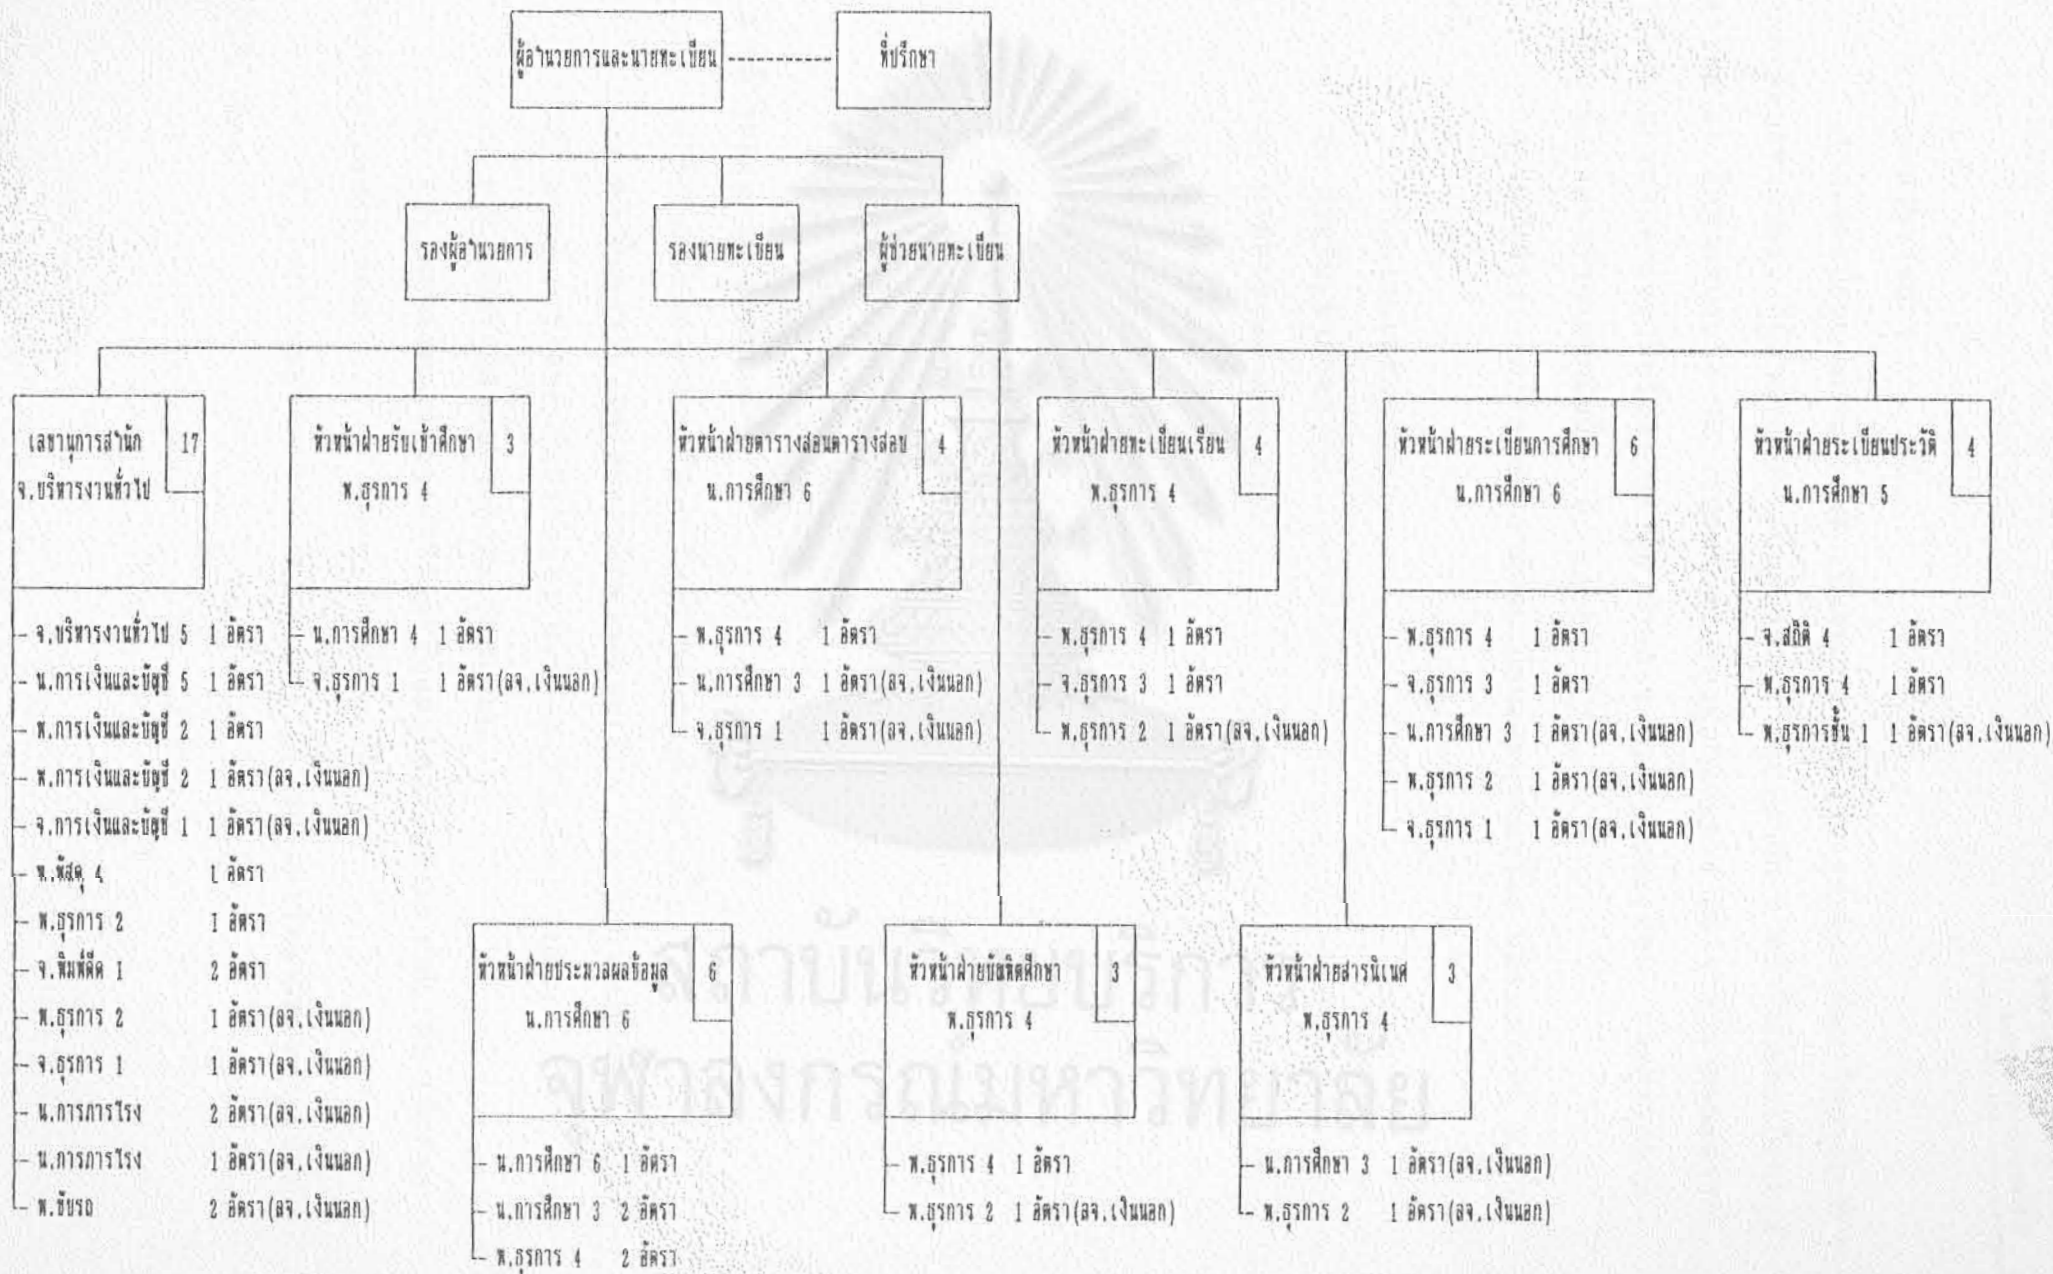 ผู้อำนวยการและนายทะเบียน
ที่ปรึกษา
รองผู้อำนวยการ
รองนายทะเบียน
ผู้ช่วยนายทะเบียน
เลขานุการสำนัก 17
จ.บริหารงานทั่วไป
- จ.บริหารงานทั่วไป 5 1 อัตรา
- น.การเงินและบัญชี 5 1 อัตรา
- พ.การเงินและบัญชี 2 1 อัตรา
- พ.การเงินและบัญชี 2 1 อัตรา(ลจ.เงินนอก)
- จ.การเงินและบัญชี 1 1 อัตรา(ลจ.เงินนอก)
- พ.พัสดุ 4 1 อัตรา
- พ.ธุรการ 2 1 อัตรา
- จ.พิมพ์ดีด 1 2 อัตรา
- พ.ธุรการ 2 1 อัตรา(ลจ.เงินนอก)
- จ.ธุรการ 1 1 อัตรา(ลจ.เงินนอก)
- น.การภารโรง 2 อัตรา(ลจ.เงินนอก)
- น.การภารโรง 1 อัตรา(ลจ.เงินนอก)
- พ.ขับรถ 2 อัตรา(ลจ.เงินนอก)
หัวหน้าฝ่ายรับเข้าศึกษา 3
พ.ธุรการ 4
- น.การศึกษา 4 1 อัตรา
- จ.ธุรการ 1 1 อัตรา(ลจ.เงินนอก)
หัวหน้าฝ่ายตารางสอนตารางสอบ 4
น.การศึกษา 6
- พ.ธุรการ 4 1 อัตรา
- น.การศึกษา 3 1 อัตรา(ลจ.เงินนอก)
- จ.ธุรการ 1 1 อัตรา(ลจ.เงินนอก)
หัวหน้าฝ่ายทะเบียนเรียน 4
พ.ธุรการ 4
- พ.ธุรการ 4 1 อัตรา
- จ.ธุรการ 3 1 อัตรา
- พ.ธุรการ 2 1 อัตรา(ลจ.เงินนอก)
หัวหน้าฝ่ายระเบียนการศึกษา 6
น.การศึกษา 6
- พ.ธุรการ 4 1 อัตรา
- จ.ธุรการ 3 1 อัตรา
- น.การศึกษา 3 1 อัตรา(ลจ.เงินนอก)
- พ.ธุรการ 2 1 อัตรา(ลจ.เงินนอก)
- จ.ธุรการ 1 1 อัตรา(ลจ.เงินนอก)
หัวหน้าฝ่ายระเบียนประวัติ 4
น.การศึกษา 5
- จ.สถิติ 4 1 อัตรา
- พ.ธุรการ 4 1 อัตรา
- พ.ธุรการชั้น 1 1 อัตรา(ลจ.เงินนอก)
หัวหน้าฝ่ายประมวลผลข้อมูล 6
น.การศึกษา 6
- น.การศึกษา 6 1 อัตรา
- น.การศึกษา 3 2 อัตรา
- พ.ธุรการ 4 2 อัตรา
หัวหน้าฝ่ายบัณฑิตศึกษา 3
พ.ธุรการ 4
- พ.ธุรการ 4 1 อัตรา
- พ.ธุรการ 2 1 อัตรา(ลจ.เงินนอก)
หัวหน้าฝ่ายสารนิเนศ 3
พ.ธุรการ 4
- น.การศึกษา 3 1 อัตรา(ลจ.เงินนอก)
- พ.ธุรการ 2 1 อัตรา(ลจ.เงินนอก)
สถาบันวิทยบริการ
จุฬาลงกรณ์มหาวิทยาลัย